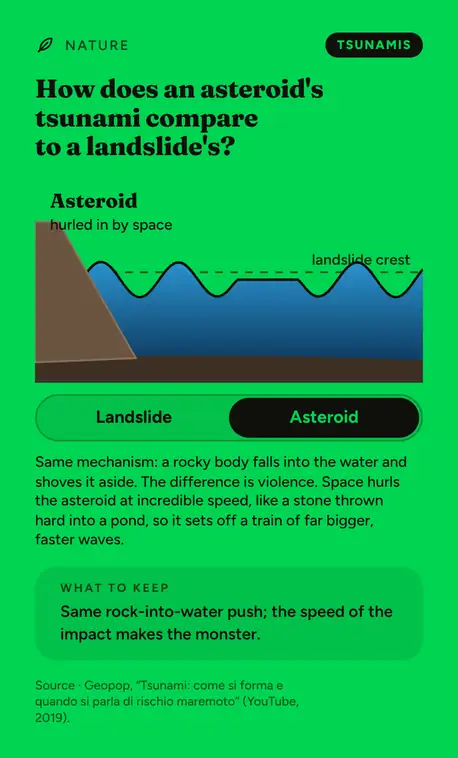 NATURE
TSUNAMIS
How does an asteroid's
tsunami compare
to a landslide's?
Asteroid
hurled in by space
landslide crest
Landslide
Asteroid
Same mechanism: a rocky body falls into the water and
shoves it aside. The difference is violence. Space hurls
the asteroid at incredible speed, like a stone thrown
hard into a pond, so it sets off a train of far bigger,
faster waves.
WHAT TO KEEP
Same rock-into-water push; the speed of the
impact makes the monster.
Source · Geopop, “Tsunami: come si forma e
quando si parla di rischio maremoto” (YouTube,
2019).